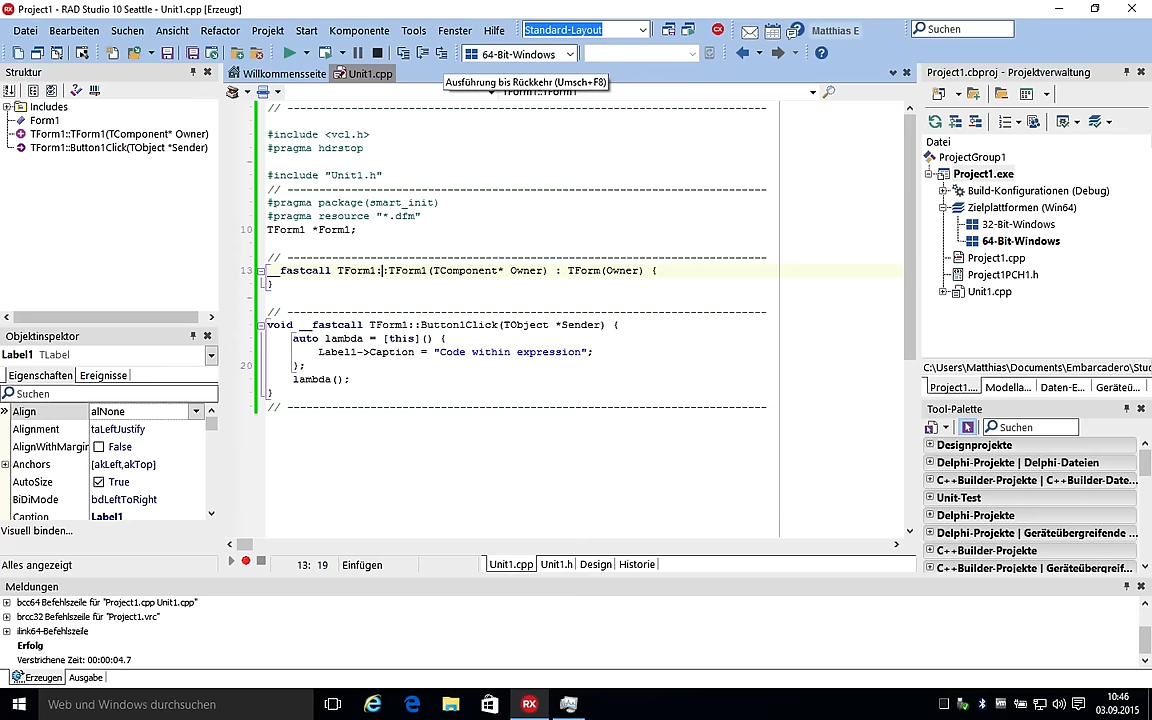 Project1 - RAD Studio 10 Seattle - Unit1.cpp [Erzeugt]
Datei Bearbeiten Suchen Ansicht Refactor Projekt Start Komponente Tools Fenster Hilfe
Standard-Layout
Matthias E
Suchen
64-Bit-Windows
Struktur
Willkommensseite
Unit1.cpp
Ausführung bis Rückkehr (Umsch+F8)
Includes
Form1
TForm1::TForm1(TComponent* Owner)
TForm1::Button1Click(TObject *Sender)
// ---------------------------------------------------------------------------
#include <vcl.h>
#pragma hdrstop
#include "Unit1.h"
// ---------------------------------------------------------------------------
#pragma package(smart_init)
#pragma resource "*.dfm"
10 TForm1 *Form1;
// ---------------------------------------------------------------------------
13 __fastcall TForm1::TForm1(TComponent* Owner) : TForm(Owner) {
}
// ---------------------------------------------------------------------------
void __fastcall TForm1::Button1Click(TObject *Sender) {
auto lambda = [this]() {
Label1->Caption = "Code within expression";
20 };
lambda();
}
// ---------------------------------------------------------------------------
13: 19 Einfügen
Unit1.cpp Unit1.h Design Historie
Objektinspektor
Label1 TLabel
Eigenschaften Ereignisse
Suchen
Align alNone
Alignment taLeftJustify
AlignWithMargin False
Anchors [akLeft,akTop]
AutoSize True
BiDiMode bdLeftToRight
Caption Label1
Visuell binden...
Alles angezeigt
Project1.cbproj - Projektverwaltung
Datei
ProjectGroup1
Project1.exe
Build-Konfigurationen (Debug)
Zielplattformen (Win64)
32-Bit-Windows
64-Bit-Windows
Project1.cpp
Project1PCH1.h
Unit1.cpp
C:\Users\Matthias\Documents\Embarcadero\Stud
Project1.... Modella... Daten-E... Geräteü...
Tool-Palette
Suchen
Designprojekte
Delphi-Projekte | Delphi-Dateien
C++Builder-Projekte | C++Builder-Date...
Unit-Test
Delphi-Projekte
Delphi-Projekte | Geräteübergreifende ...
C++Builder-Projekte
C++Builder-Projekte | Geräteübergreif...
Meldungen
bcc64 Befehlszeile für "Project1.cpp Unit1.cpp"
brcc32 Befehlszeile für "Project1.vrc"
ilink64-Befehlszeile
Erfolg
Verstrichene Zeit: 00:00:04.7
Erzeugen Ausgabe
Web und Windows durchsuchen
RX
10:46
03.09.2015